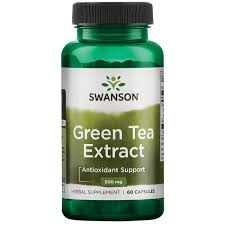 SWANSON
Green Tea
Extract
Antioxidant Support
500 mg
HERBAL SUPPLEMENT • 60 CAPSULES